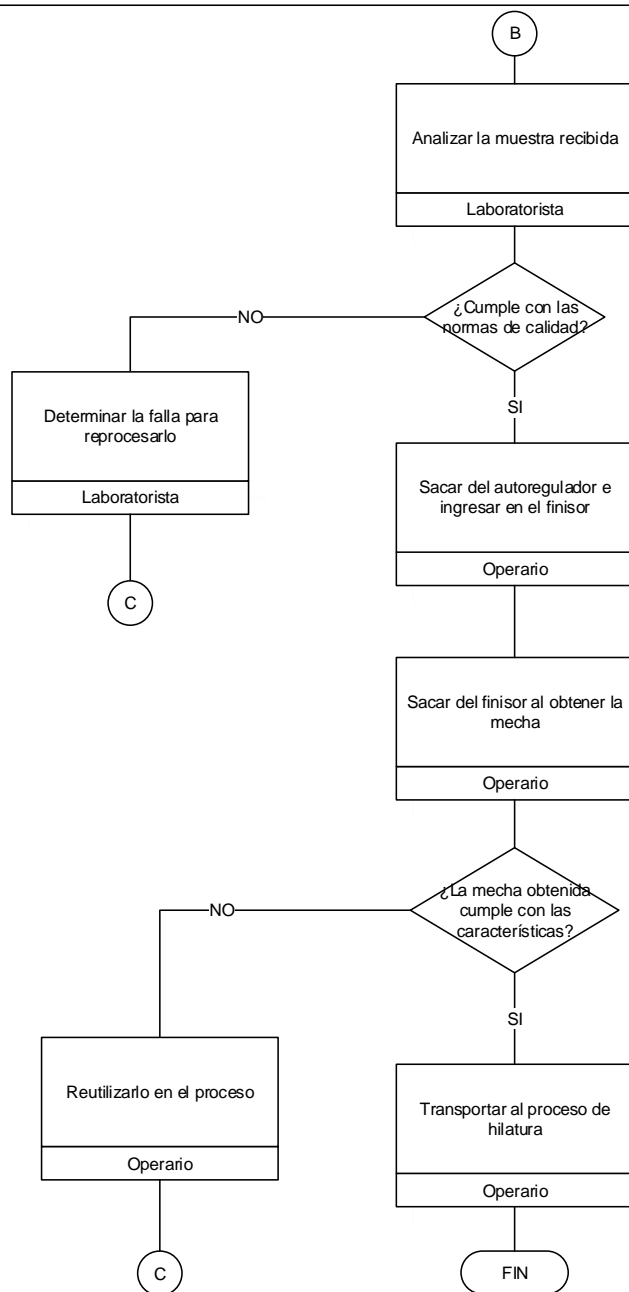 B
Analizar la muestra recibida
Laboratorista
¿Cumple con las
normas de calidad?
NO
SI
Determinar la falla para
reprocesarlo
Laboratorista
C
Sacar del autoregulador e
ingresar en el finisor
Operario
Sacar del finisor al obtener la
mecha
Operario
¿La mecha obtenida
cumple con las
características?
NO
SI
Reutilizarlo en el proceso
Operario
C
Transportar al proceso de
hilatura
Operario
FIN